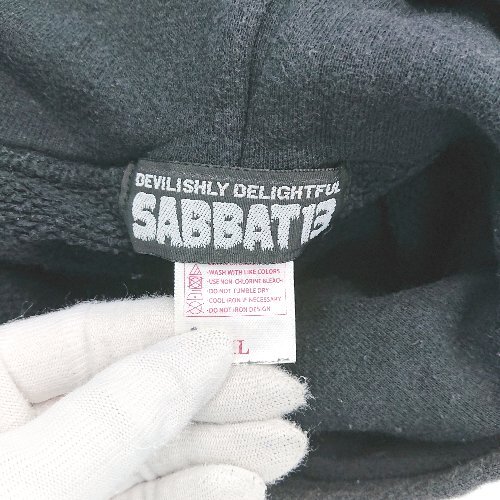 DEVILISHLY DELIGHTFUL
SABBAT13
·WASH WITH LIKE COLORS
·USE NON-CHLORINE BLEACH
·DO NOT TUMBLE DRY
COOL IRON IF NECESSARY
·DO NOT IRON DESIGN